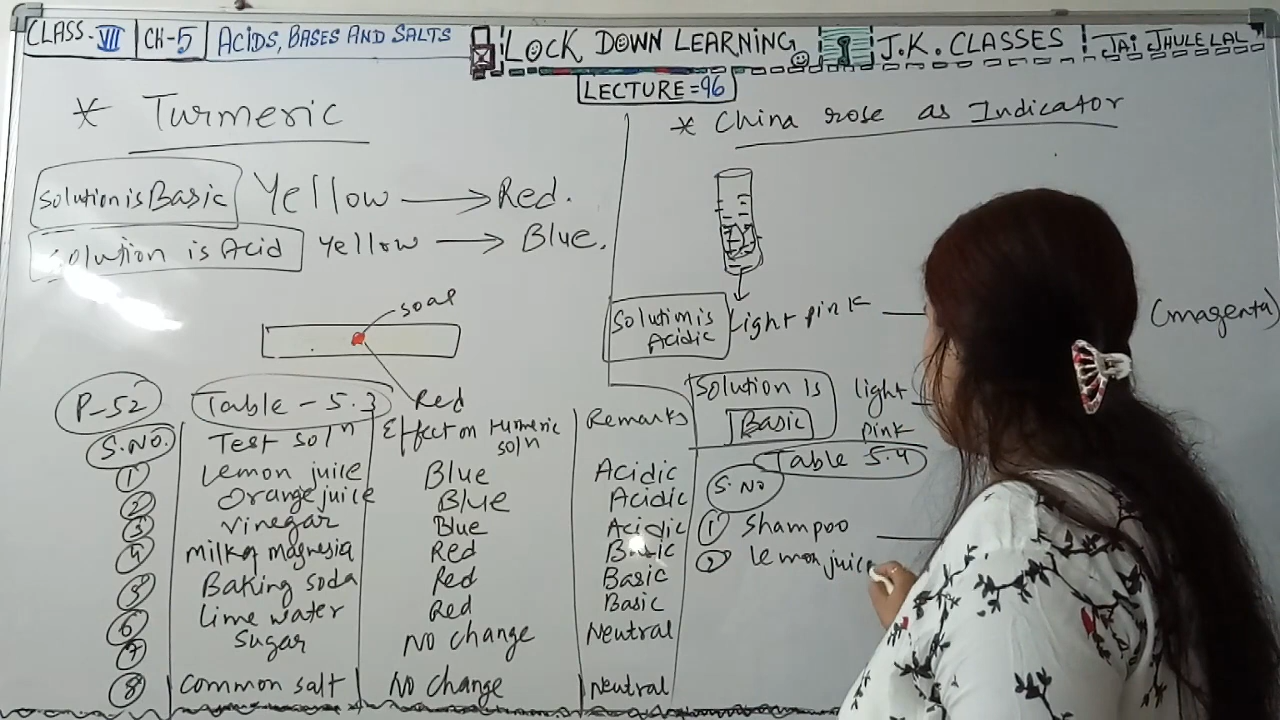 CLASS-VII CH-5 ACIDS, BASES AND SALTS LOCK DOWN LEARNING J.K. CLASSES JAI JHULELAL
LECTURE=96
* Turmeric
Solution is Basic Yellow → Red.
Solution is Acid Yellow → Blue.
soap
Red
P-52 Table-5.3
S.NO. Test solⁿ Effect on turmeric soln Remarks
① Lemon juice Blue Acidic
② Orange juice Blue Acidic
③ Vinegar Blue Acidic
④ milk of magnesia Red Basic
⑤ Baking soda Red Basic
⑥ Lime water Red Basic
⑦ Sugar No change Neutral
⑧ Common salt No change Neutral
* China rose as Indicator
Solution is Acidic Light pink (magenta)
Solution is Basic light pink
Table 5.4
S.No
① Shampoo
② Lemon juice